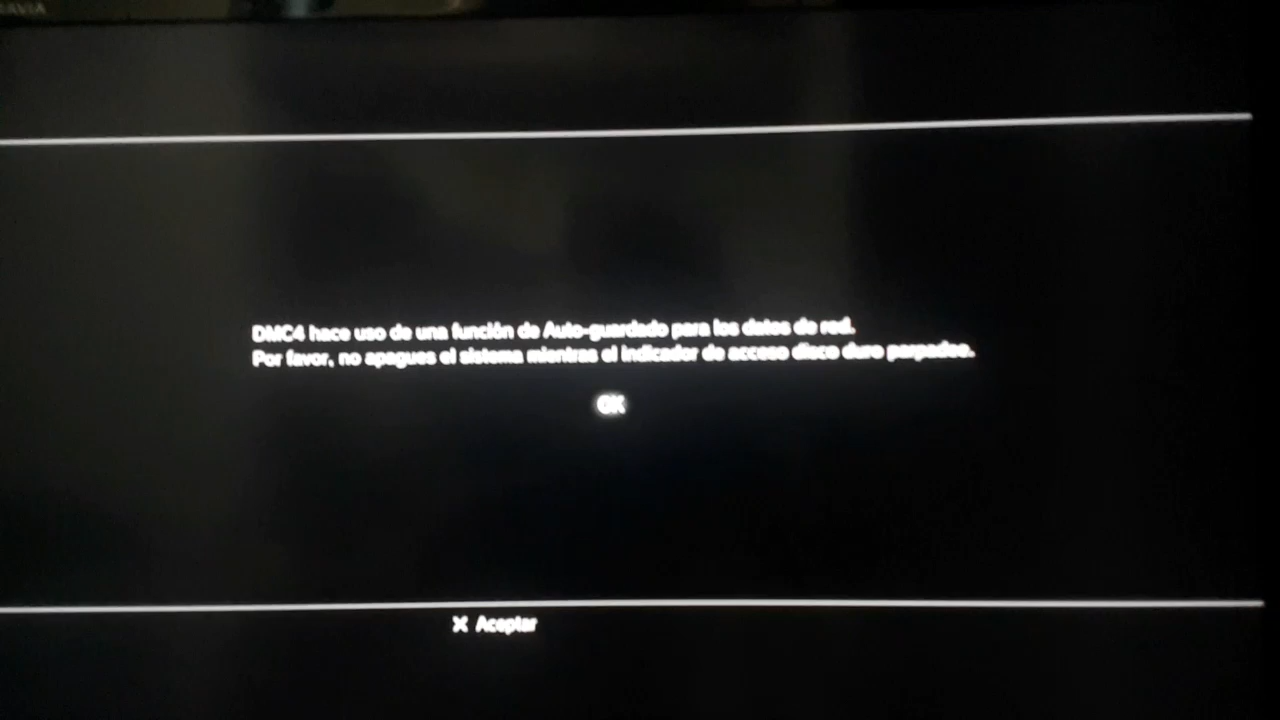 DMC4 hace uso de una función de Auto-guardado para los datos de red.
Por favor, no apagues el sistema mientras el indicador de acceso disco duro parpadee.
OK
X Aceptar